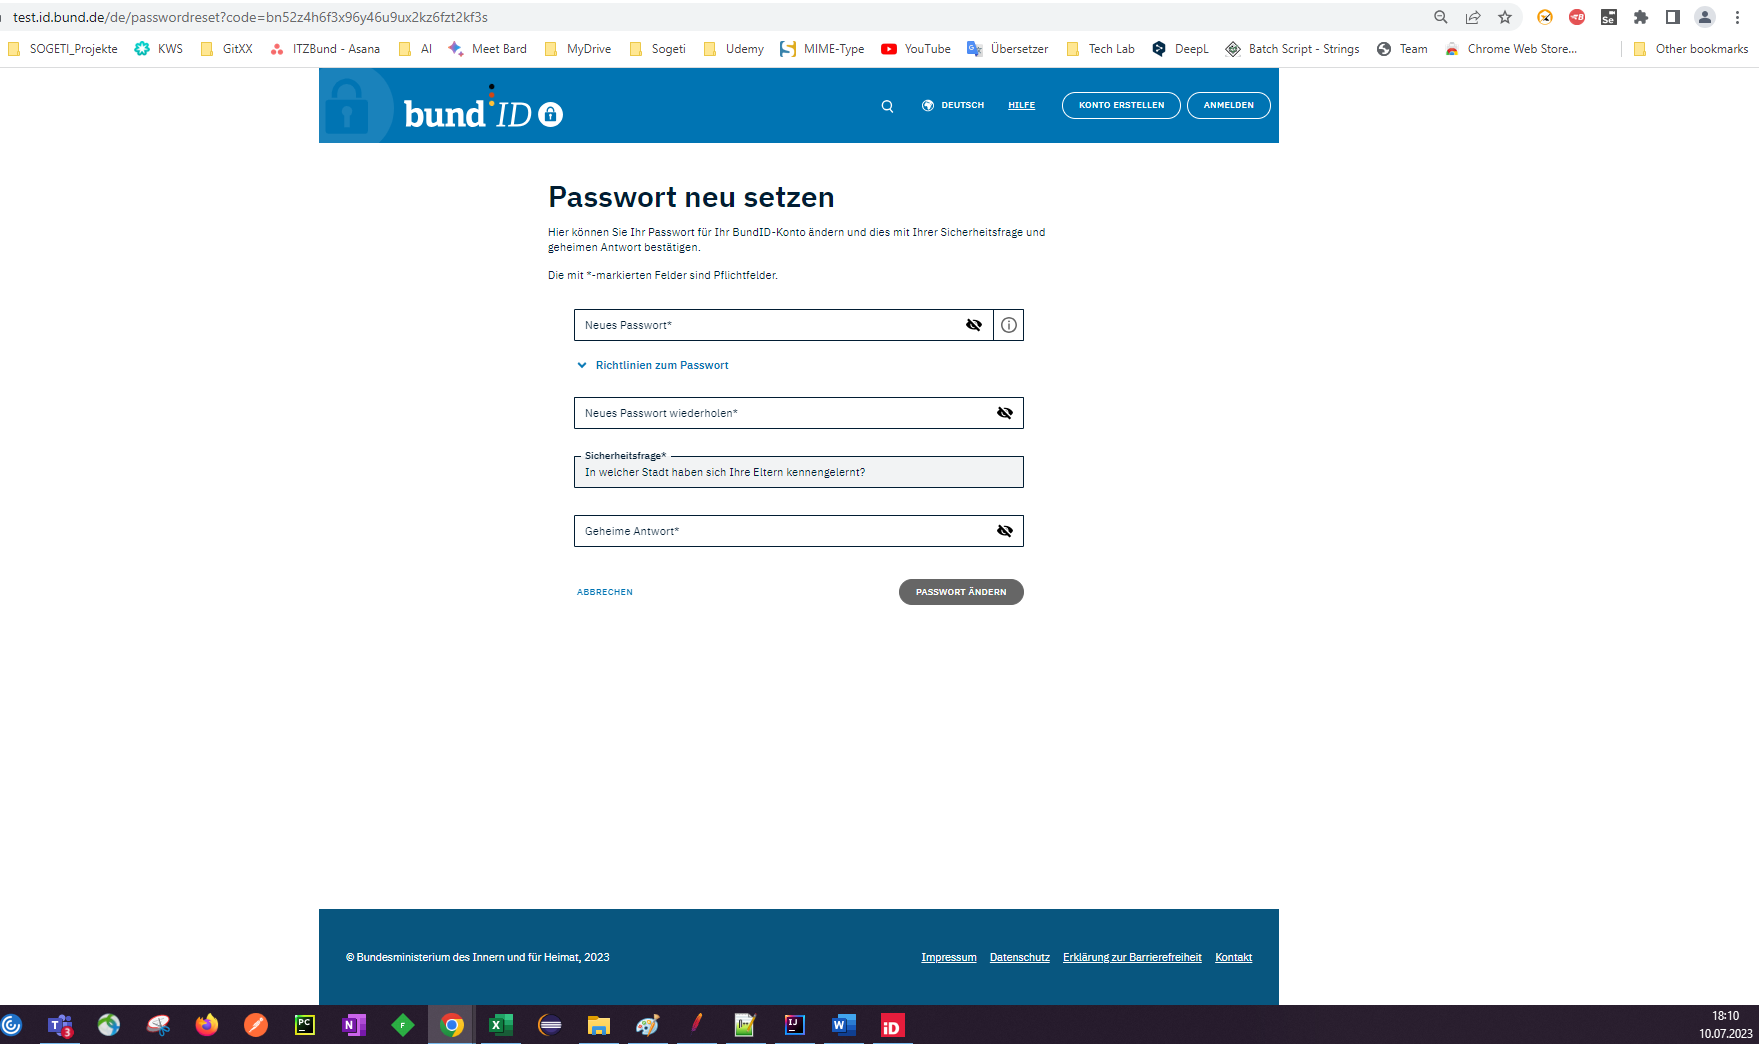 test.id.bund.de/de/passwordreset?code=bn52z4h6f3x96y46u9ux2kz6fzt2kf3s
SOGETI_Projekte KWS GitXX ITZBund - Asana AI Meet Bard MyDrive Sogeti Udemy MIME-Type YouTube Übersetzer Tech Lab DeepL Batch Script - Strings Team Chrome Web Store... Other bookmarks
bund ID DEUTSCH HILFE KONTO ERSTELLEN ANMELDEN
Passwort neu setzen
Hier können Sie Ihr Passwort für Ihr BundID-Konto ändern und dies mit Ihrer Sicherheitsfrage und
geheimen Antwort bestätigen.
Die mit *-markierten Felder sind Pflichtfelder.
Neues Passwort*
Richtlinien zum Passwort
Neues Passwort wiederholen*
Sicherheitsfrage*
In welcher Stadt haben sich Ihre Eltern kennengelernt?
Geheime Antwort*
ABBRECHEN PASSWORT ÄNDERN
© Bundesministerium des Innern und für Heimat, 2023 Impressum Datenschutz Erklärung zur Barrierefreiheit Kontakt
18:10
10.07.2023